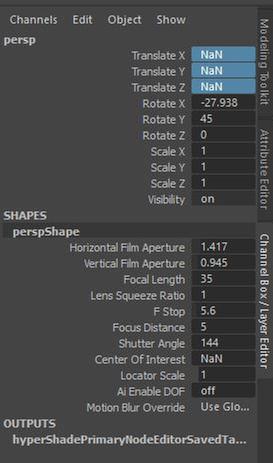 Channels Edit Object Show
persp
Translate X NaN
Translate Y NaN
Translate Z NaN
Rotate X -27.938
Rotate Y 45
Rotate Z 0
Scale X 1
Scale Y 1
Scale Z 1
Visibility on
SHAPES
perspShape
Horizontal Film Aperture 1.417
Vertical Film Aperture 0.945
Focal Length 35
Lens Squeeze Ratio 1
F Stop 5.6
Focus Distance 5
Shutter Angle 144
Center Of Interest NaN
Locator Scale 1
Ai Enable DOF off
Motion Blur Override Use Glo...
OUTPUTS
hyperShadePrimaryNodeEditorSavedTa...
Modeling Toolkit
Attribute Editor
Channel Box / Layer Editor